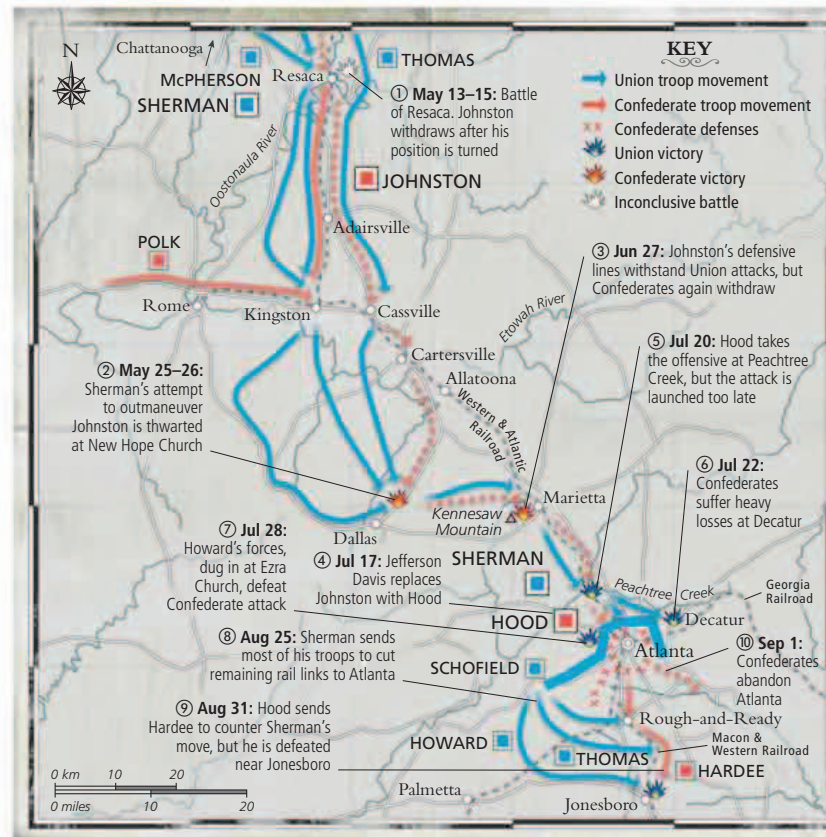 N
Chattanooga
McPHERSON
SHERMAN
Resaca
THOMAS
① May 13–15: Battle
of Resaca. Johnston
withdraws after his
position is turned
KEY
Union troop movement
Confederate troop movement
Confederate defenses
Union victory
Confederate victory
Inconclusive battle
Oostonaula River
JOHNSTON
Adairsville
POLK
Rome
Kingston
Cassville
Etowah River
③ Jun 27: Johnston’s defensive
lines withstand Union attacks, but
Confederates again withdraw
Cartersville
Allatoona
Western & Atlantic
Railroad
② May 25–26:
Sherman’s attempt
to outmaneuver
Johnston is thwarted
at New Hope Church
⑤ Jul 20: Hood takes
the offensive at Peachtree
Creek, but the attack is
launched too late
⑥ Jul 22:
Confederates
suffer heavy
losses at Decatur
Marietta
Kennesaw
Mountain
Dallas
⑦ Jul 28:
Howard’s forces,
dug in at Ezra
Church, defeat
Confederate attack
④ Jul 17: Jefferson
Davis replaces
Johnston with Hood
SHERMAN
HOOD
Peachtree Creek
Georgia
Railroad
Decatur
Atlanta
⑧ Aug 25: Sherman sends
most of his troops to cut
remaining rail links to Atlanta
SCHOFIELD
⑩ Sep 1:
Confederates
abandon
Atlanta
⑨ Aug 31: Hood sends
Hardee to counter Sherman’s
move, but he is defeated
near Jonesboro
Rough-and-Ready
Macon &
Western Railroad
HOWARD
THOMAS
HARDEE
Palmetta
Jonesboro
0 km 10 20
0 miles 10 20